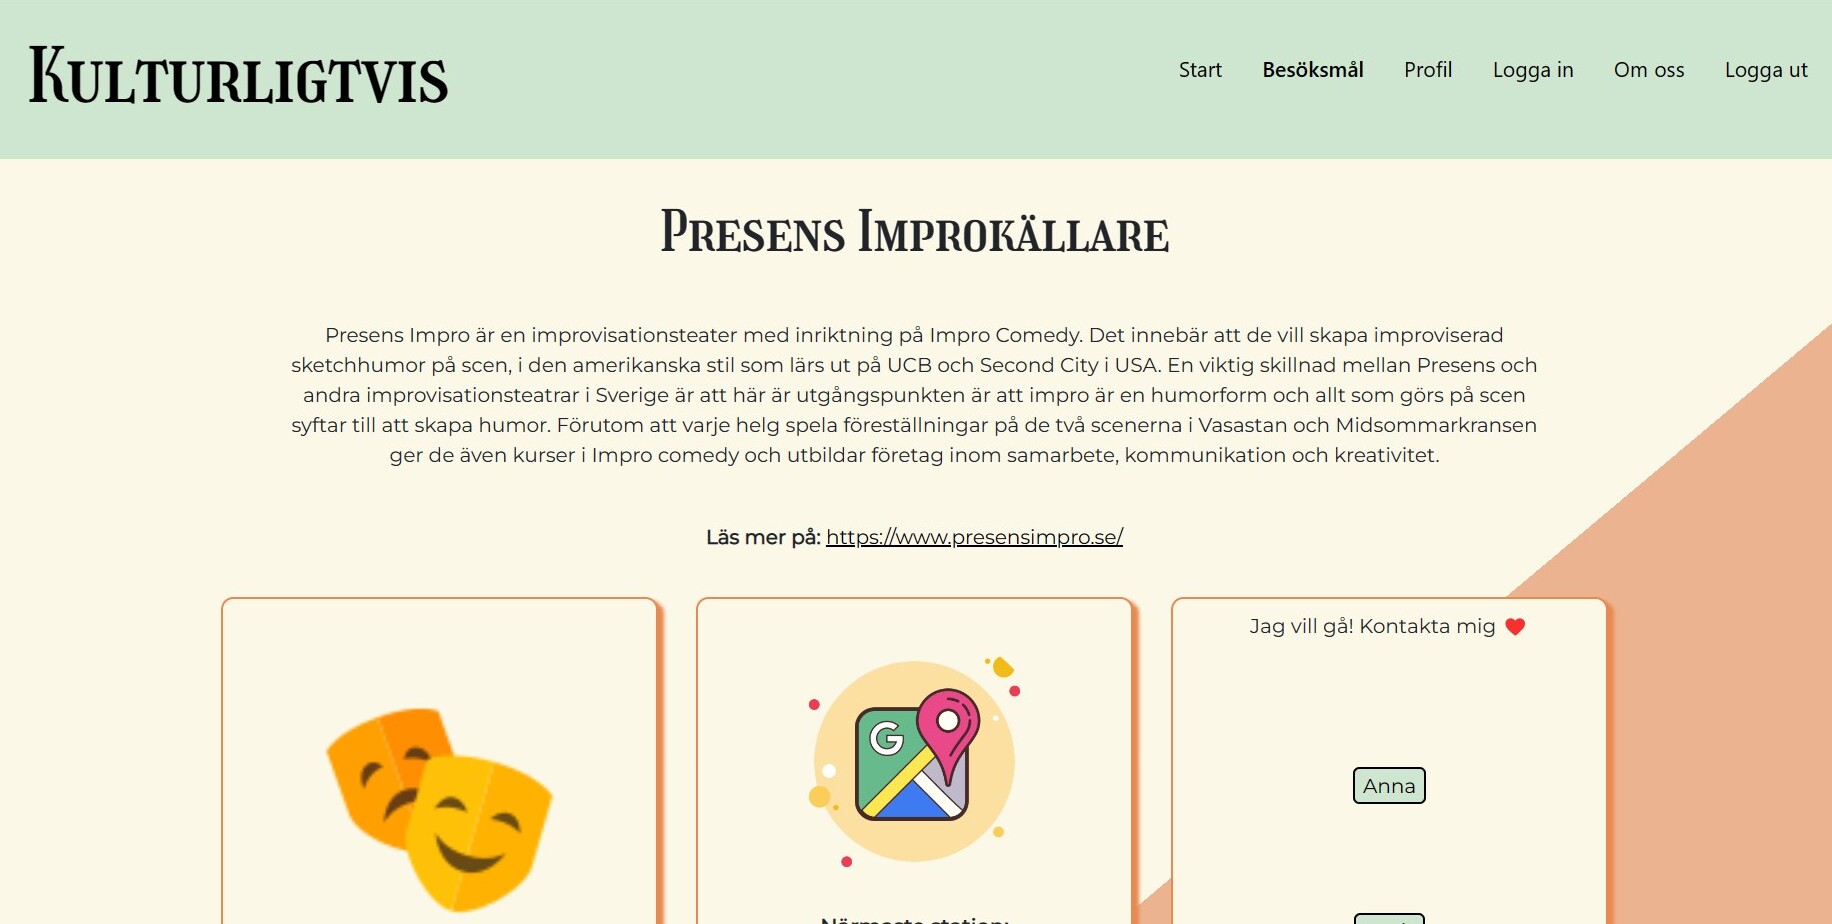 Kulturligtvis
Start Besöksmål Profil Logga in Om oss Logga ut
Presens Improkällare
Presens Impro är en improvisationsteater med inriktning på Impro Comedy. Det innebär att de vill skapa improviserad
sketchhumor på scen, i den amerikanska stil som lärs ut på UCB och Second City i USA. En viktig skillnad mellan Presens och
andra improvisationsteatrar i Sverige är att här är utgångspunkten är att impro är en humorform och allt som görs på scen
syftar till att skapa humor. Förutom att varje helg spela föreställningar på de två scenerna i Vasastan och Midsommarkransen
ger de även kurser i Impro comedy och utbildar företag inom samarbete, kommunikation och kreativitet.
Läs mer på: https://www.presensimpro.se/
G
Närmaste station:
Jag vill gå! Kontakta mig ❤️
Anna